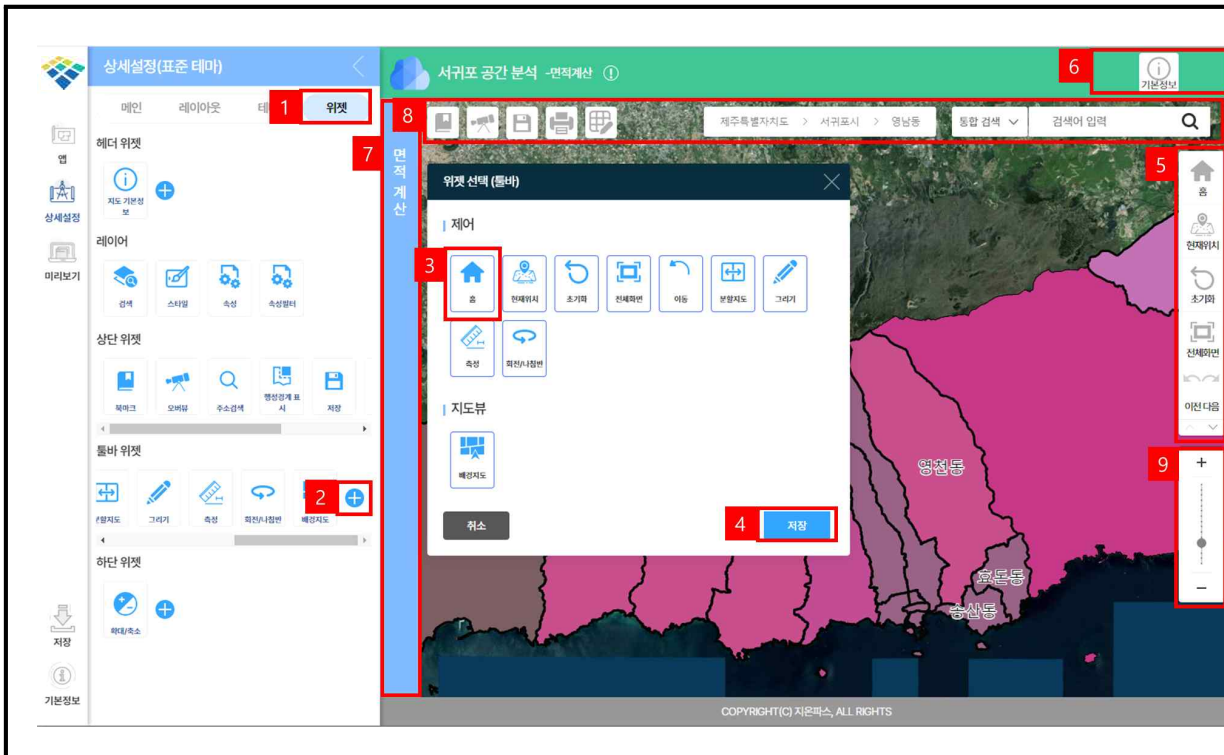 상세설정(표준 테마)
메인 레이아웃 테 1 위젯
앱
상세설정
미리보기
저장
기본정보
헤더 위젯
지도 기본정
보
레이어
검색 스타일 속성 속성필터
상단 위젯
북마크 오버뷰 주소검색 행성경계 표
시 저장
툴바 위젯
분할지도 그리기 측정 회전/나침반 배경지도
2
하단 위젯
확대/축소
서귀포 공간 분석 -면적계산
6
기본정보
7
면적계산
8
제주특별자치도 > 서귀포시 > 영남동
통합 검색 검색어 입력
위젯 선택 (툴바)
제어
3
홈 현재위치 초기화 전체화면 이동 분할지도 그리기
측정 회전/나침반
지도뷰
배경지도
취소 4 저장
5
홈
현재위치
초기화
전체화면
이전 다음
9
+
−
영천동
효돈동
송산동
COPYRIGHT(C) 지온파스, ALL RIGHTS